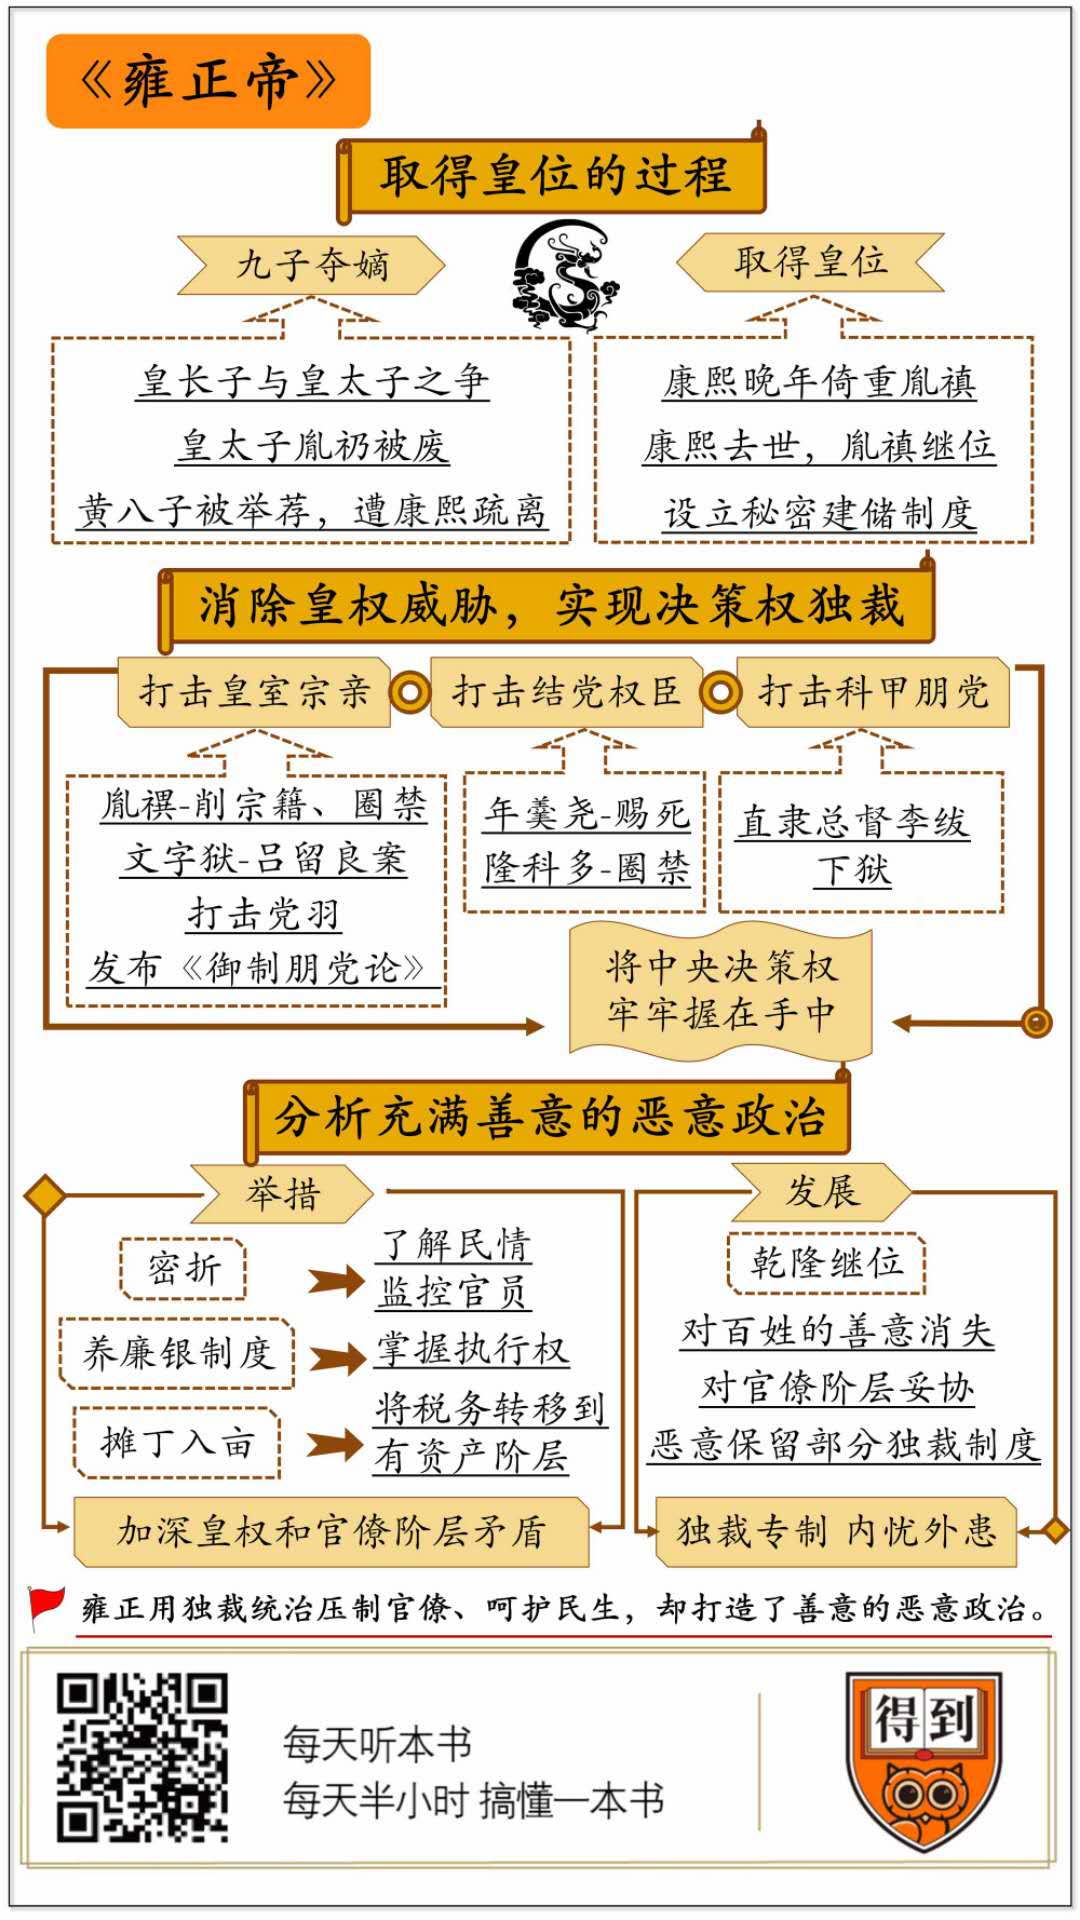 《雍正帝》
取得皇位的过程
九子夺嫡
取得皇位
皇长子与皇太子之争
皇太子胤礽被废
黄八子被举荐，遭康熙疏离
康熙晚年倚重胤禛
康熙去世，胤禛继位
设立秘密建储制度
消除皇权威胁，实现决策权独裁
打击皇室宗亲
打击结党权臣
打击科甲朋党
胤禩-削宗籍、圈禁
文字狱-吕留良案
打击党羽
发布《御制朋党论》
年羹尧-赐死
隆科多-圈禁
直隶总督李绂
下狱
将中央决策权
牢牢握在手中
分析充满善意的恶意政治
举措
密折
了解民情
监控官员
养廉银制度
掌握执行权
摊丁入亩
将税务转移到
有资产阶层
加深皇权和官僚阶层矛盾
发展
乾隆继位
对百姓的善意消失
对官僚阶层妥协
恶意保留部分独裁制度
独裁专制 内忧外患
雍正用独裁统治压制官僚、呵护民生，却打造了善意的恶意政治。
每天听本书
每天半小时 搞懂一本书
得到